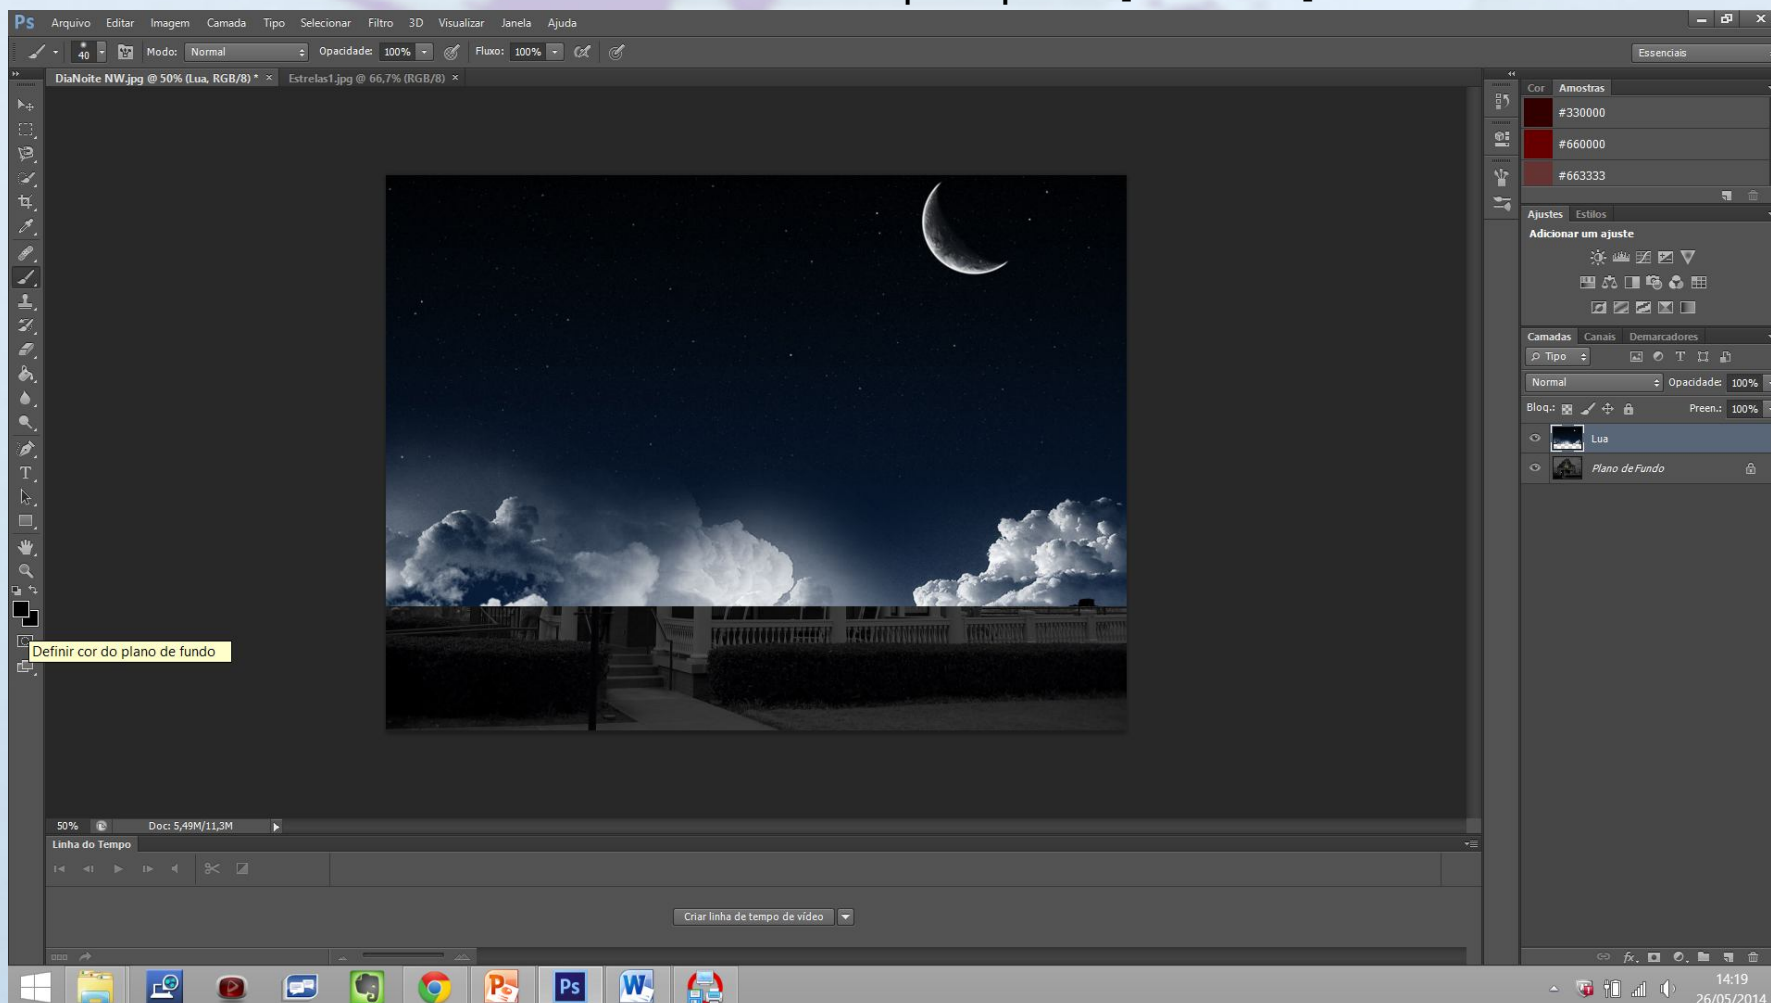 Ps Arquivo Editar Imagem Camada Tipo Selecionar Filtro 3D Visualizar Janela Ajuda
40 Modo: Normal Opacidade: 100% Fluxo: 100% Essenciais
DiaNoite NW.jpg @ 50% (Lua, RGB/8) * × Estrelas1.jpg @ 66,7% (RGB/8) ×
Cor Amostras
#330000
#660000
#663333
Ajustes Estilos
Adicionar um ajuste
Camadas Canais Demarcadores
Tipo
Normal Opacidade: 100%
Bloq.: Preen.: 100%
Lua
Plano de Fundo
Definir cor do plano de fundo
50% Doc: 5,49M/11,3M
Linha do Tempo
Criar linha de tempo de vídeo
fx.
Ps
14:19
26/05/2014